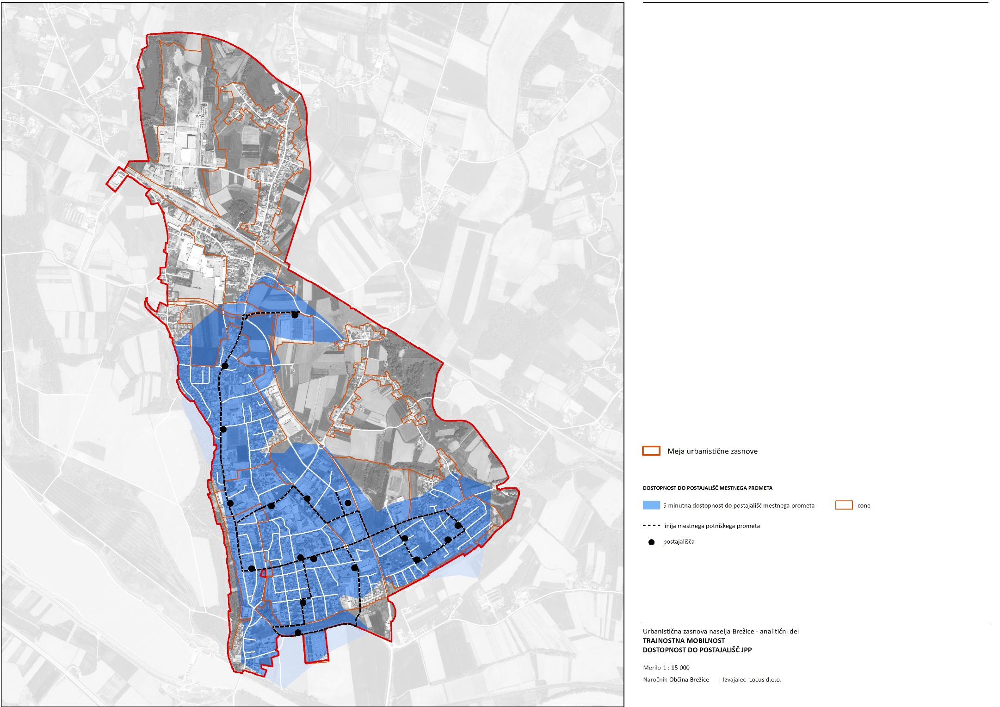 Meja urbanistične zasnove
DOSTOPNOST DO POSTAJALIŠČ MESTNEGA PROMETA
5 minutna dostopnost do postajališč mestnega prometa
cone
linija mestnega potniškega prometa
postajališča
Urbanistična zasnova naselja Brežice - analitični del
TRAJNOSTNA MOBILNOST
DOSTOPNOST DO POSTAJALIŠČ JPP
Merilo 1 : 15 000
Naročnik Občina Brežice | Izvajalec Locus d.o.o.